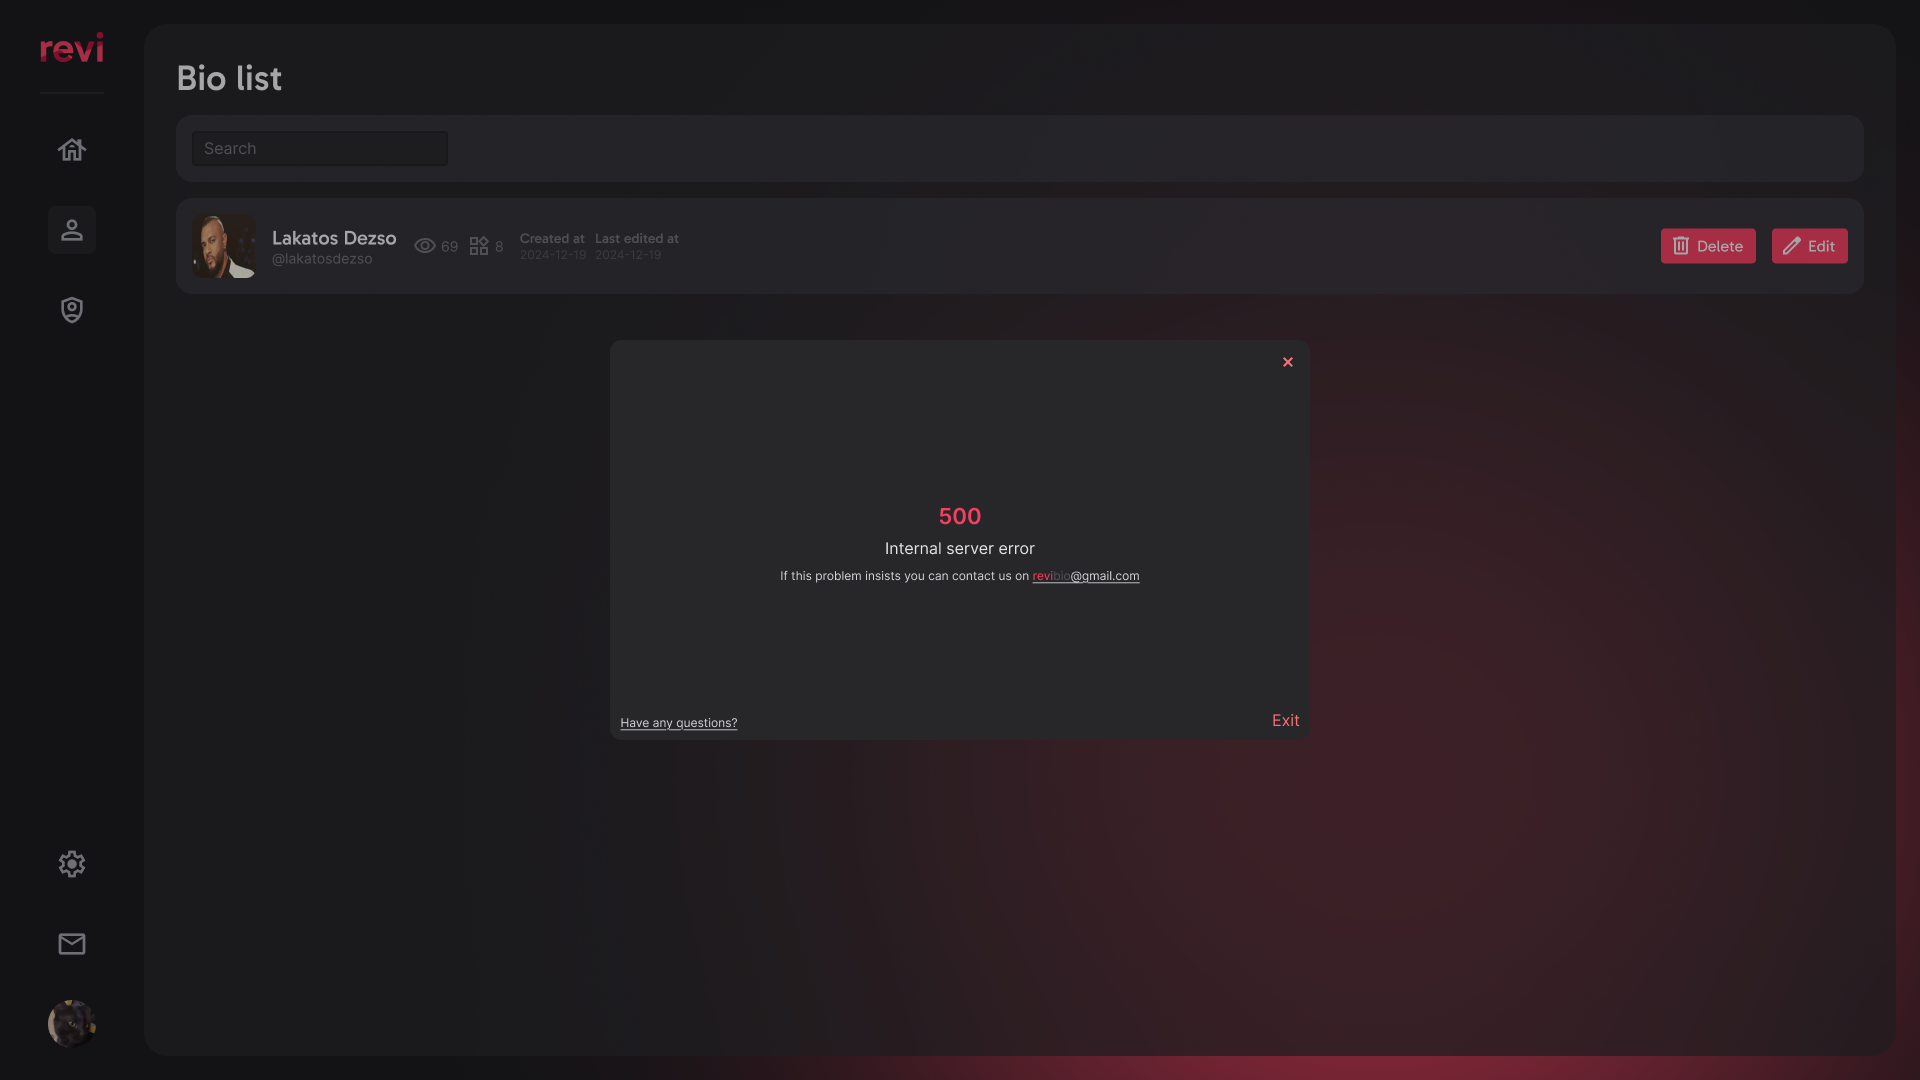 revi
Bio list
Search
Lakatos Dezso
@lakatosdezso
69
8
Created at
2024-12-19
Last edited at
2024-12-19
Delete
Edit
500
Internal server error
If this problem insists you can contact us on revibio@gmail.com
Have any questions?
Exit